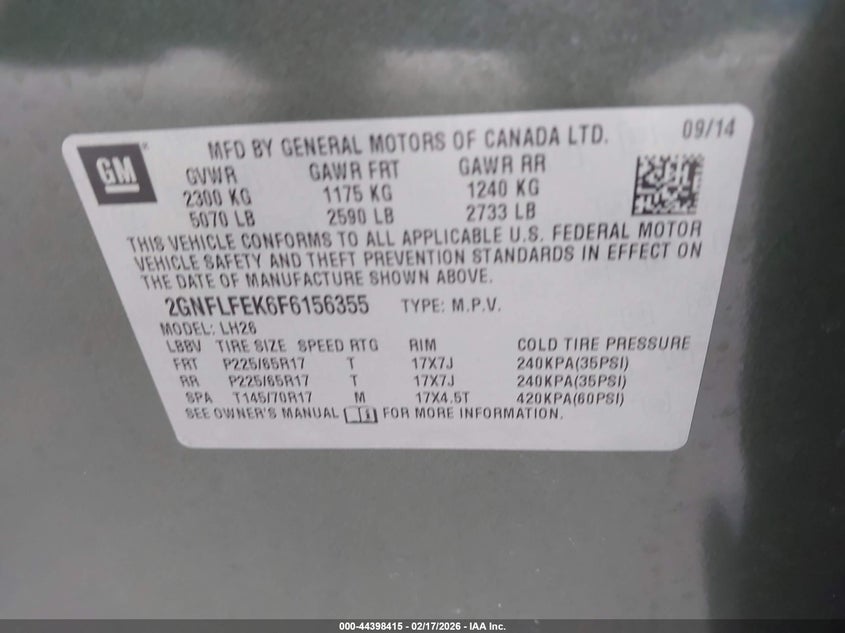 GM
MFD BY GENERAL MOTORS OF CANADA LTD. 09/14
GVWR GAWR FRT GAWR RR
2300 KG 1175 KG 1240 KG
5070 LB 2590 LB 2733 LB
THIS VEHICLE CONFORMS TO ALL APPLICABLE U.S. FEDERAL MOTOR
VEHICLE SAFETY AND THEFT PREVENTION STANDARDS IN EFFECT ON
THE DATE OF MANUFACTURE SHOWN ABOVE.
2GNFLFEK6F6156355 TYPE: M.P.V.
MODEL: LH26
LBBV TIRE SIZE SPEED RTG RIM COLD TIRE PRESSURE
FRT P225/65R17 T 17X7J 240KPA(35PSI)
RR P225/65R17 T 17X7J 240KPA(35PSI)
SPA T145/70R17 M 17X4.5T 420KPA(60PSI)
SEE OWNER'S MANUAL FOR MORE INFORMATION.
000-44398415 - 02/17/2026 - IAA Inc.